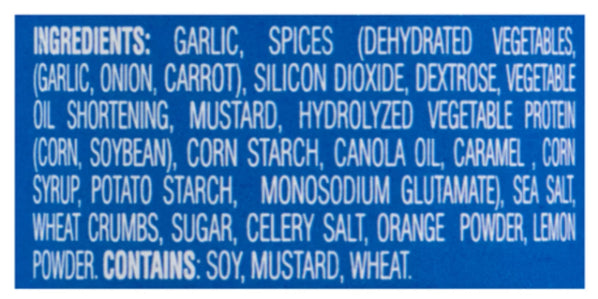 INGREDIENTS: GARLIC, SPICES (DEHYDRATED VEGETABLES,
(GARLIC, ONION, CARROT), SILICON DIOXIDE, DEXTROSE, VEGETABLE
OIL SHORTENING, MUSTARD, HYDROLYZED VEGETABLE PROTEIN
(CORN, SOYBEAN), CORN STARCH, CANOLA OIL, CARAMEL , CORN
SYRUP, POTATO STARCH, MONOSODIUM GLUTAMATE), SEA SALT,
WHEAT CRUMBS, SUGAR, CELERY SALT, ORANGE POWDER, LEMON
POWDER. CONTAINS: SOY, MUSTARD, WHEAT.